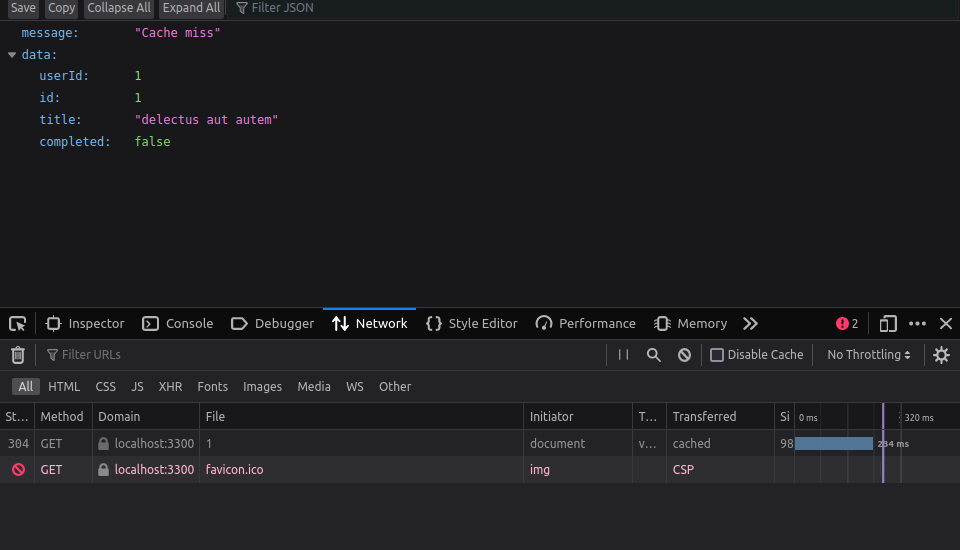 Save Copy Collapse All Expand All Filter JSON
message: "Cache miss"
data:
userId: 1
id: 1
title: "delectus aut autem"
completed: false
Inspector Console Debugger Network Style Editor Performance Memory 2
Filter URLs Disable Cache No Throttling
All HTML CSS JS XHR Fonts Images Media WS Other
St... Method Domain File Initiator T... Transferred Si 0 ms 320 ms
304 GET localhost:3300 1 document v... cached 98 234 ms
GET localhost:3300 favicon.ico img CSP